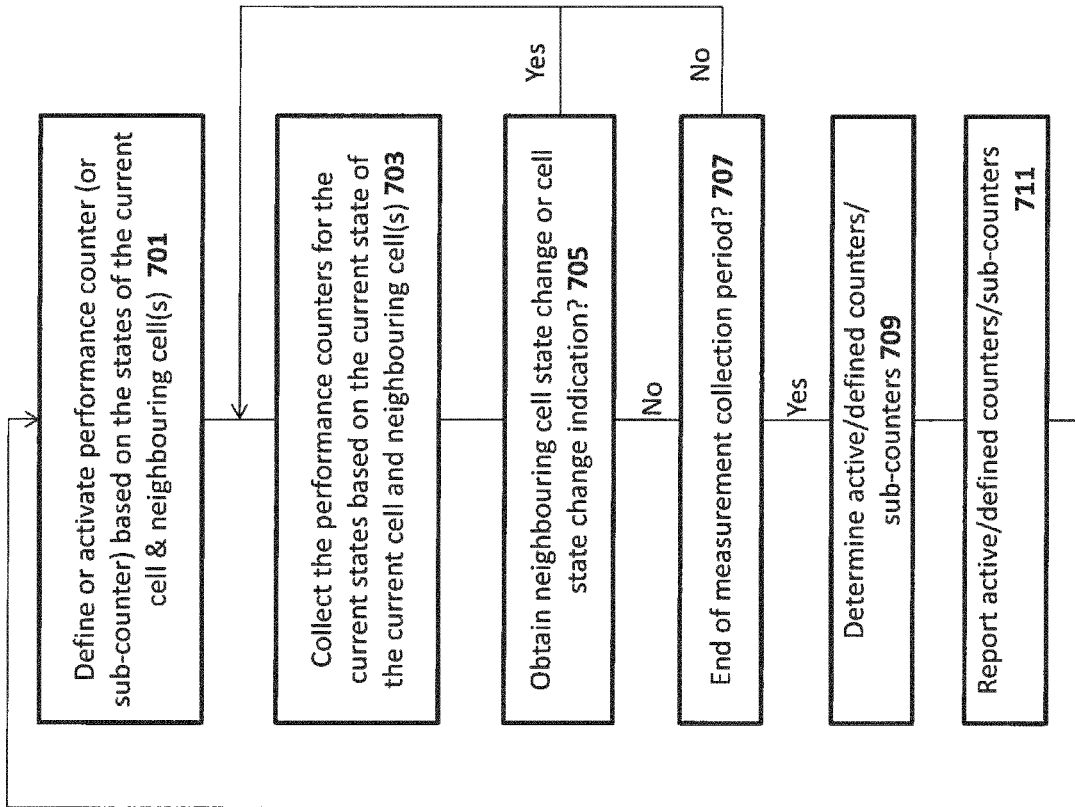 Define or activate performance counter (or
sub-counter) based on the states of the current
cell & neighbouring cell(s) 701
Collect the performance counters for the
current states based on the current state of
the current cell and neighbouring cell(s) 703
Obtain neighbouring cell state change or cell
state change indication? 705
Yes
No
End of measurement collection period? 707
No
Yes
Determine active/defined counters/
sub-counters 709
Report active/defined counters/sub-counters
711